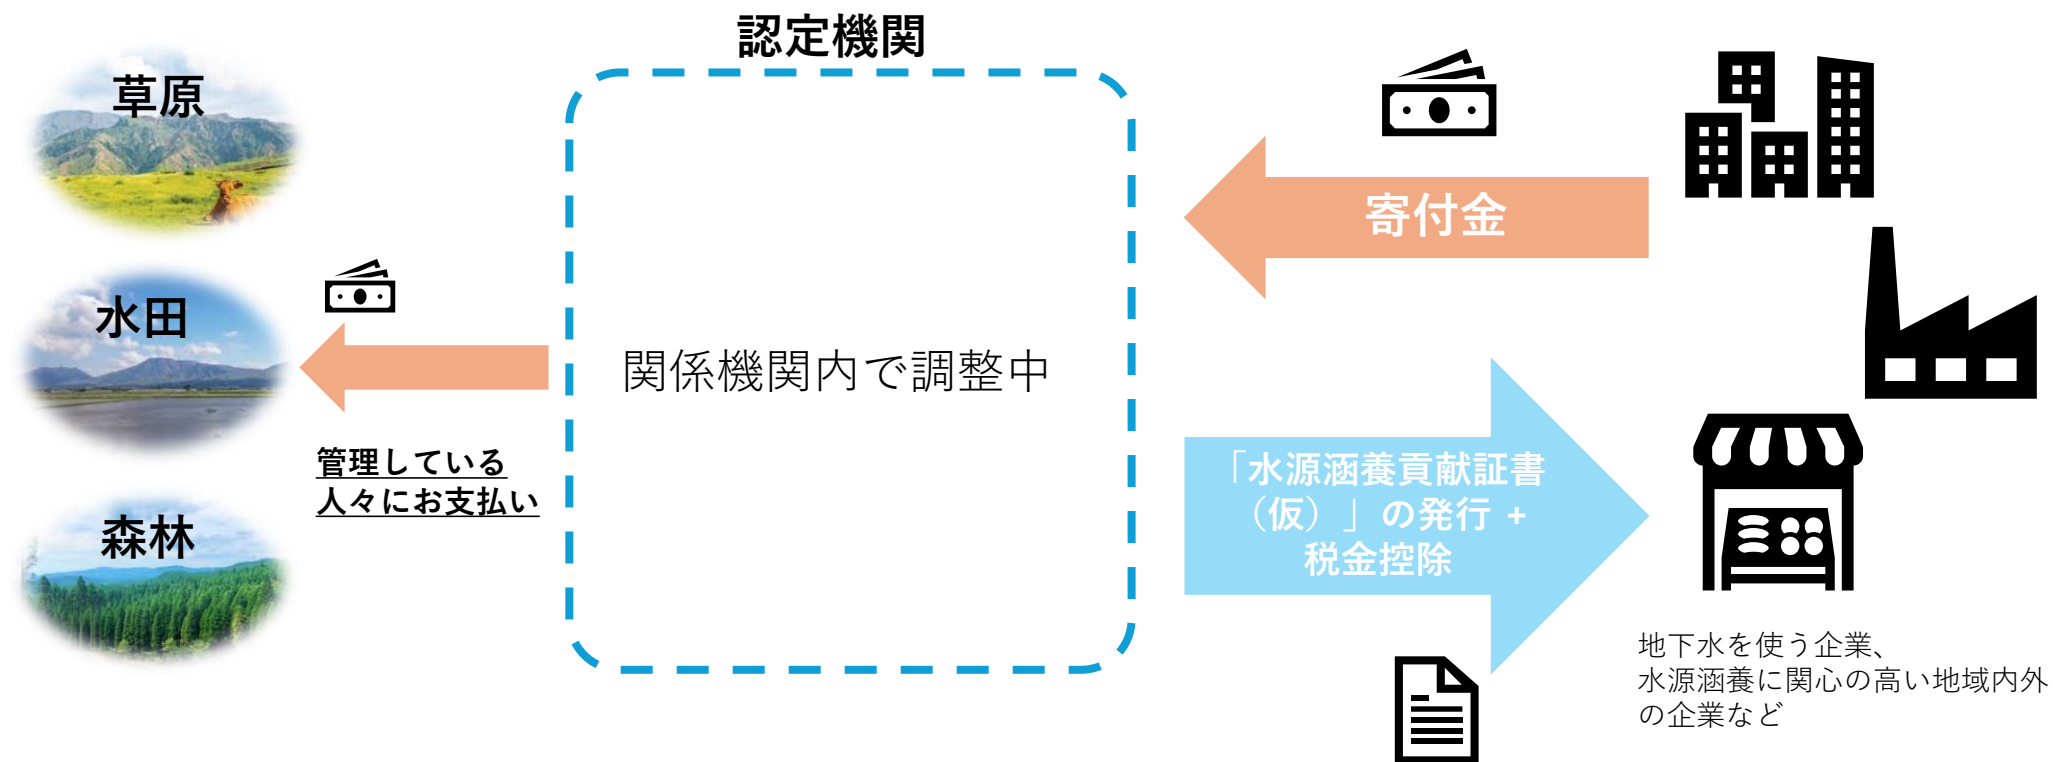 認定機関
草原
水田
森林
管理している
人々にお支払い
関係機関内で調整中
寄付金
「水源涵養貢献証書
（仮）」の発行 +
税金控除
地下水を使う企業、
水源涵養に関心の高い地域内外
の企業など